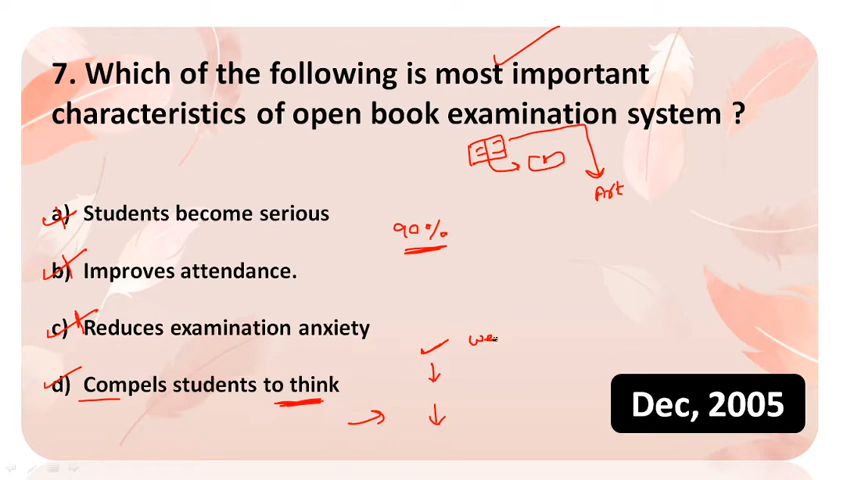 7. Which of the following is most important
characteristics of open book examination system ?
Art
a) Students become serious
90%
b) Improves attendance.
c) Reduces examination anxiety
we
d) Compels students to think
Dec, 2005